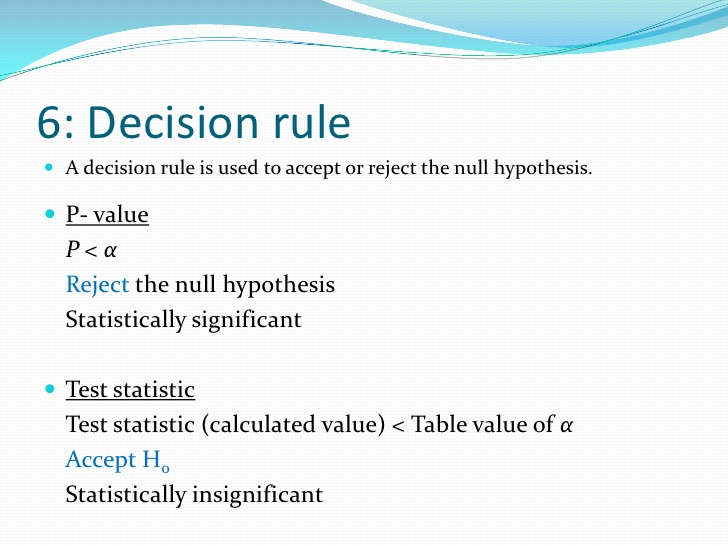 6: Decision rule
• A decision rule is used to accept or reject the null hypothesis.
• P- value
P < α
Reject the null hypothesis
Statistically significant
• Test statistic
Test statistic (calculated value) < Table value of α
Accept H₀
Statistically insignificant